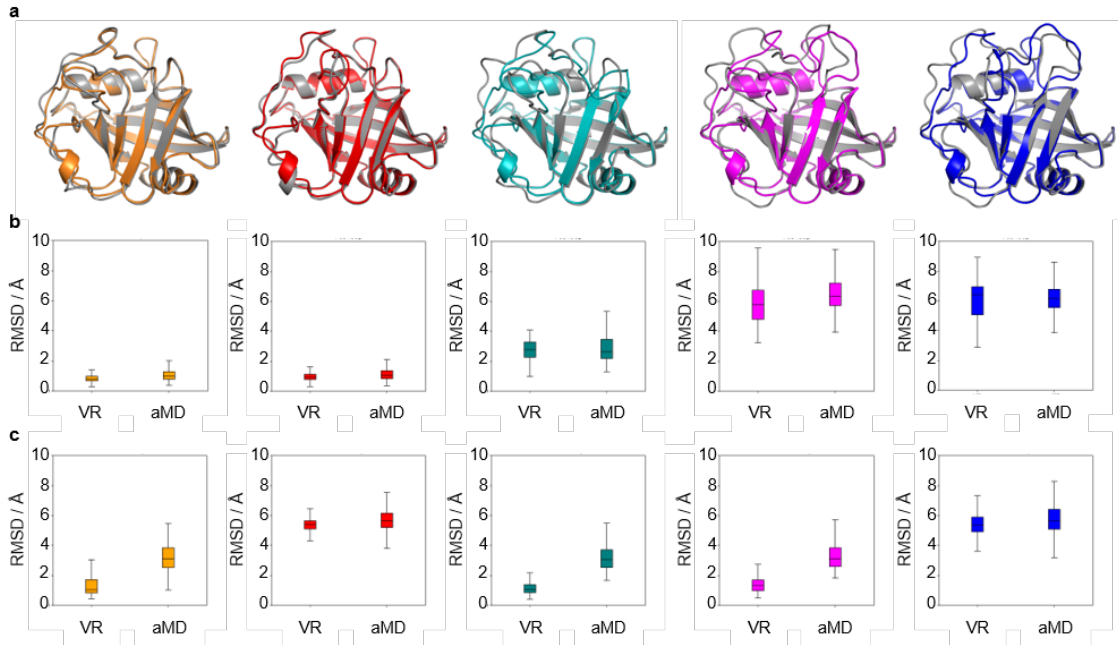 a
b
10 10 10 10 10
8 8 8 8 8
RMSD / Å RMSD / Å RMSD / Å RMSD / Å RMSD / Å
6 6 6 6 6
4 4 4 4 4
2 2 2 2 2
0 0 0 0 0
VR aMD VR aMD VR aMD VR aMD VR aMD
c
10 10 10 10 10
8 8 8 8 8
RMSD / Å RMSD / Å RMSD / Å RMSD / Å RMSD / Å
6 6 6 6 6
4 4 4 4 4
2 2 2 2 2
0 0 0 0 0
VR aMD VR aMD VR aMD VR aMD VR aMD